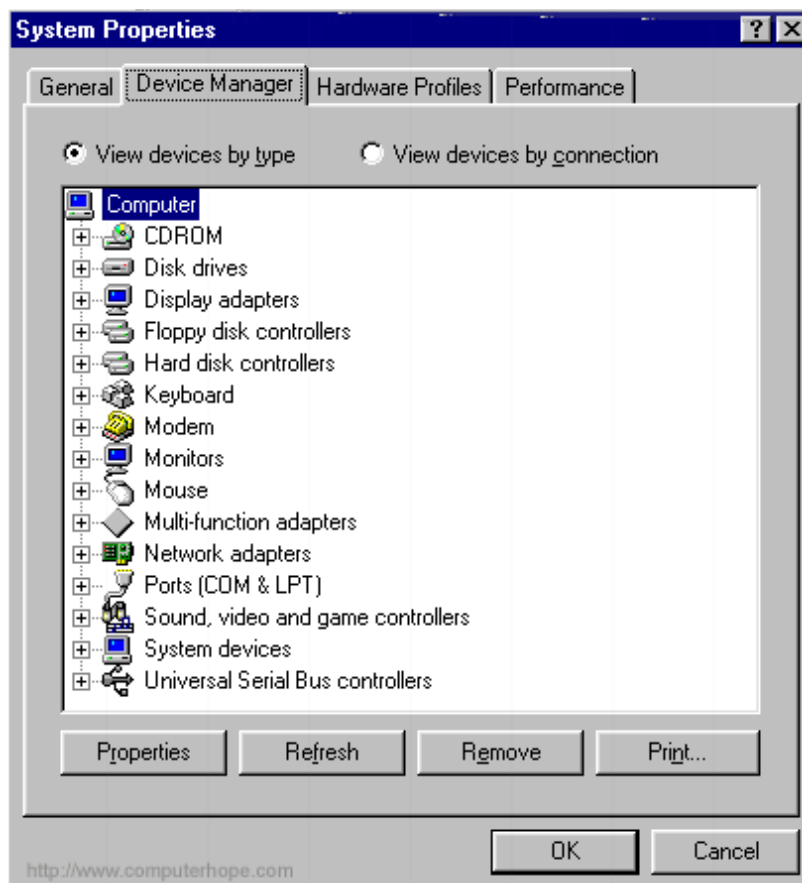 System Properties
General Device Manager Hardware Profiles Performance
View devices by type View devices by connection
Computer
CDROM
Disk drives
Display adapters
Floppy disk controllers
Hard disk controllers
Keyboard
Modem
Monitors
Mouse
Multi-function adapters
Network adapters
Ports (COM & LPT)
Sound, video and game controllers
System devices
Universal Serial Bus controllers
Properties Refresh Remove Print...
OK Cancel
http://www.computerhope.com